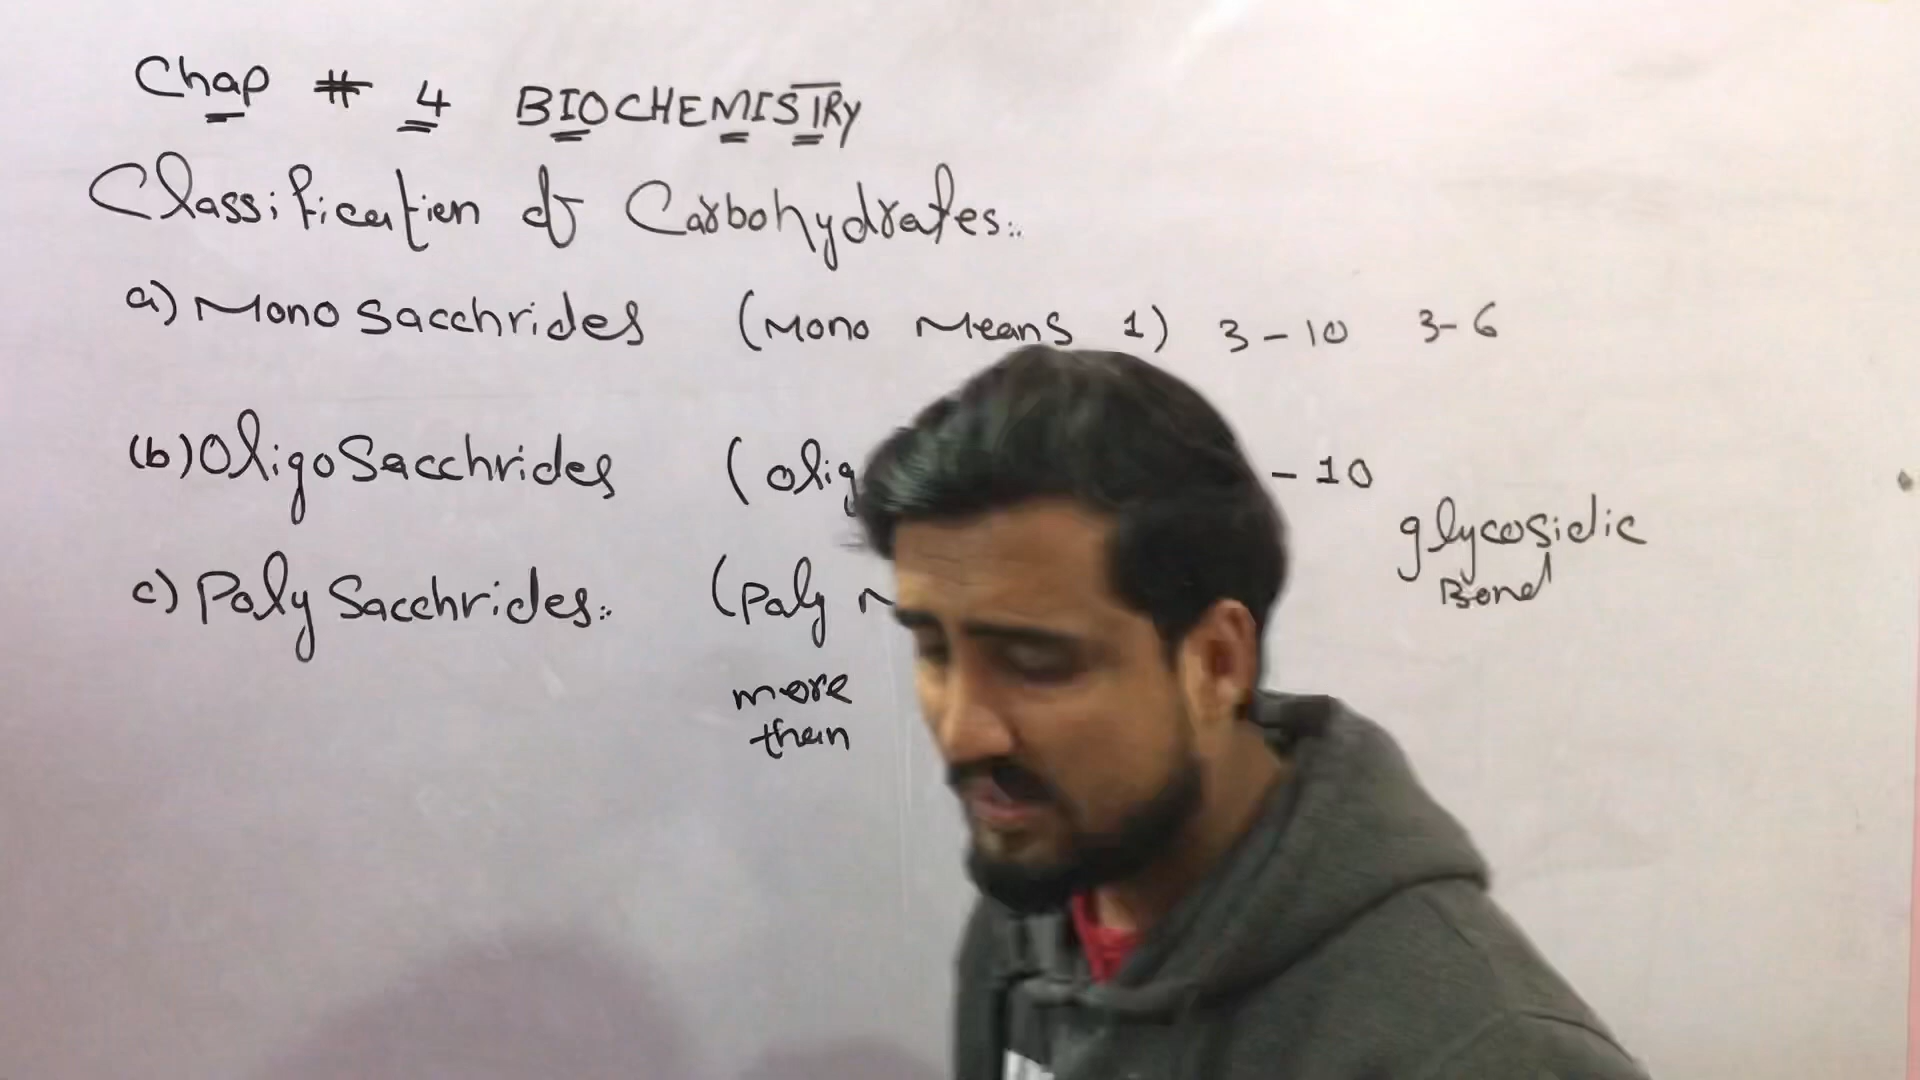 Chap # 4 BIOCHEMISTRY
Classification of Carbohydrates:.
a) Mono Sacchrides (Mono Means 1) 3-10 3-6
(b) Oligo Sacchrides (olig - 10
glycosidic
Bond
c) Poly Sacchrides:. (Poly
more
than